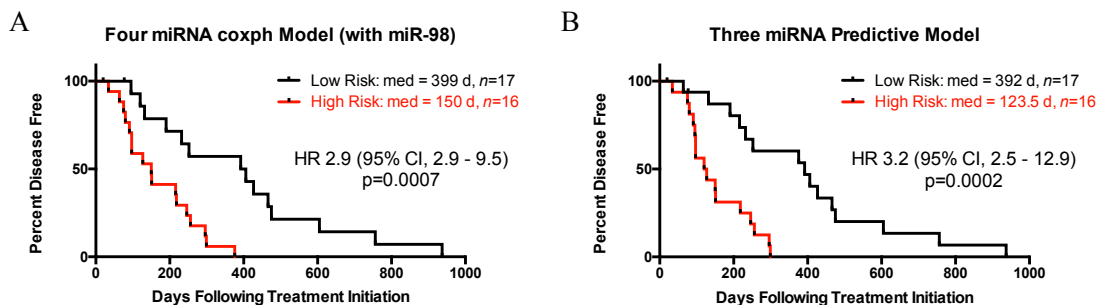 A
Four miRNA coxph Model (with miR-98)
Percent Disease Free
100
50
0
Low Risk: med = 399 d, n=17
High Risk: med = 150 d, n=16
HR 2.9 (95% CI, 2.9 - 9.5)
p=0.0007
0 200 400 600 800 1000
Days Following Treatment Initiation
B
Three miRNA Predictive Model
Percent Disease Free
100
50
0
Low Risk: med = 392 d, n=17
High Risk: med = 123.5 d, n=16
HR 3.2 (95% CI, 2.5 - 12.9)
p=0.0002
0 200 400 600 800 1000
Days Following Treatment Initiation